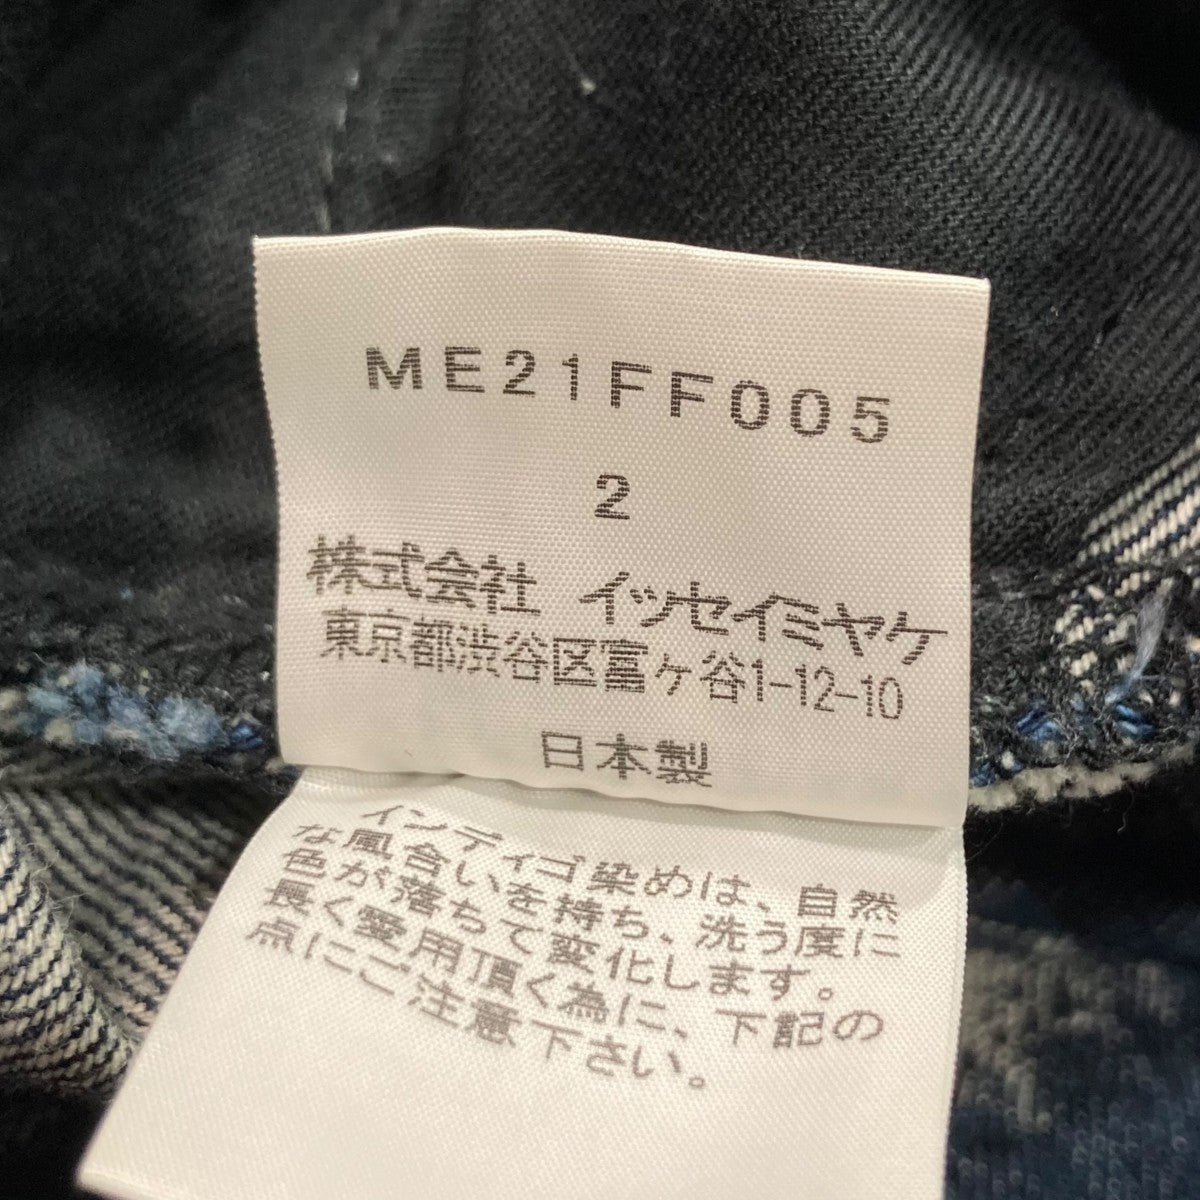 ME21FF005
2
株式会社 イッセイミヤケ
東京都渋谷区富ヶ谷1-12-10
日本製
インディゴ染めは、自然
な風合いを持ち、洗う度に
色が落ちて変化します。
長く愛用頂く為に、下記の
点にご注意下さい。